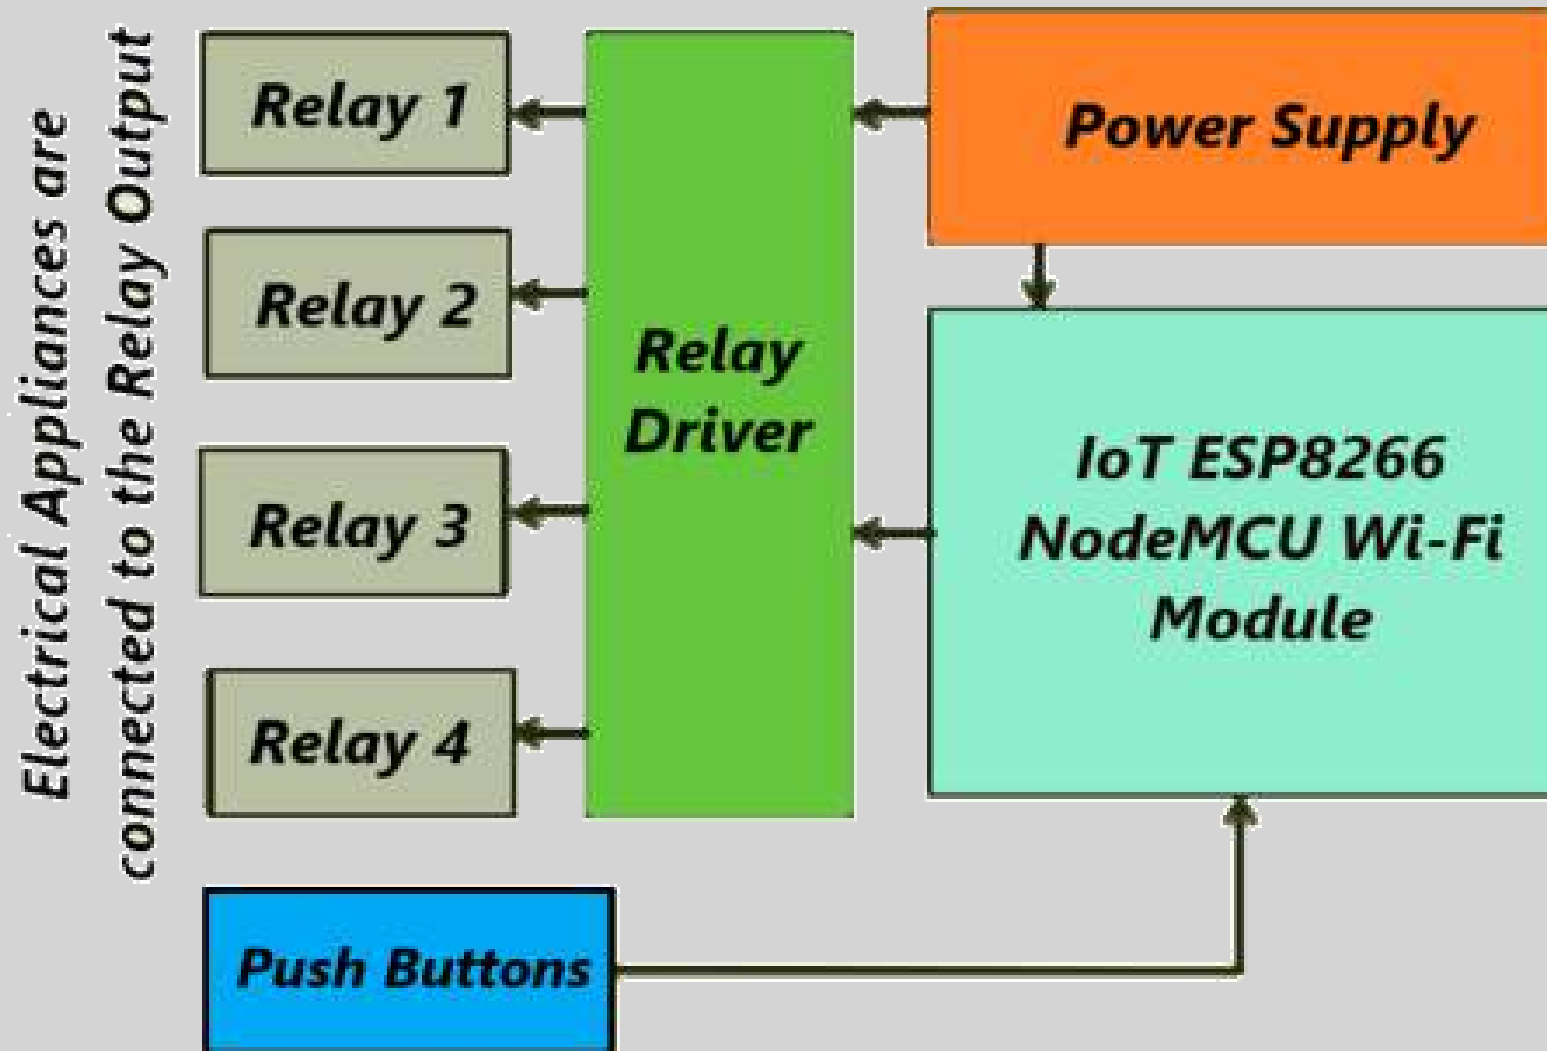 Electrical Appliances are
connected to the Relay Output
Relay 1
Relay 2
Relay 3
Relay 4
Relay
Driver
Power Supply
IoT ESP8266
NodeMCU Wi-Fi
Module
Push Buttons